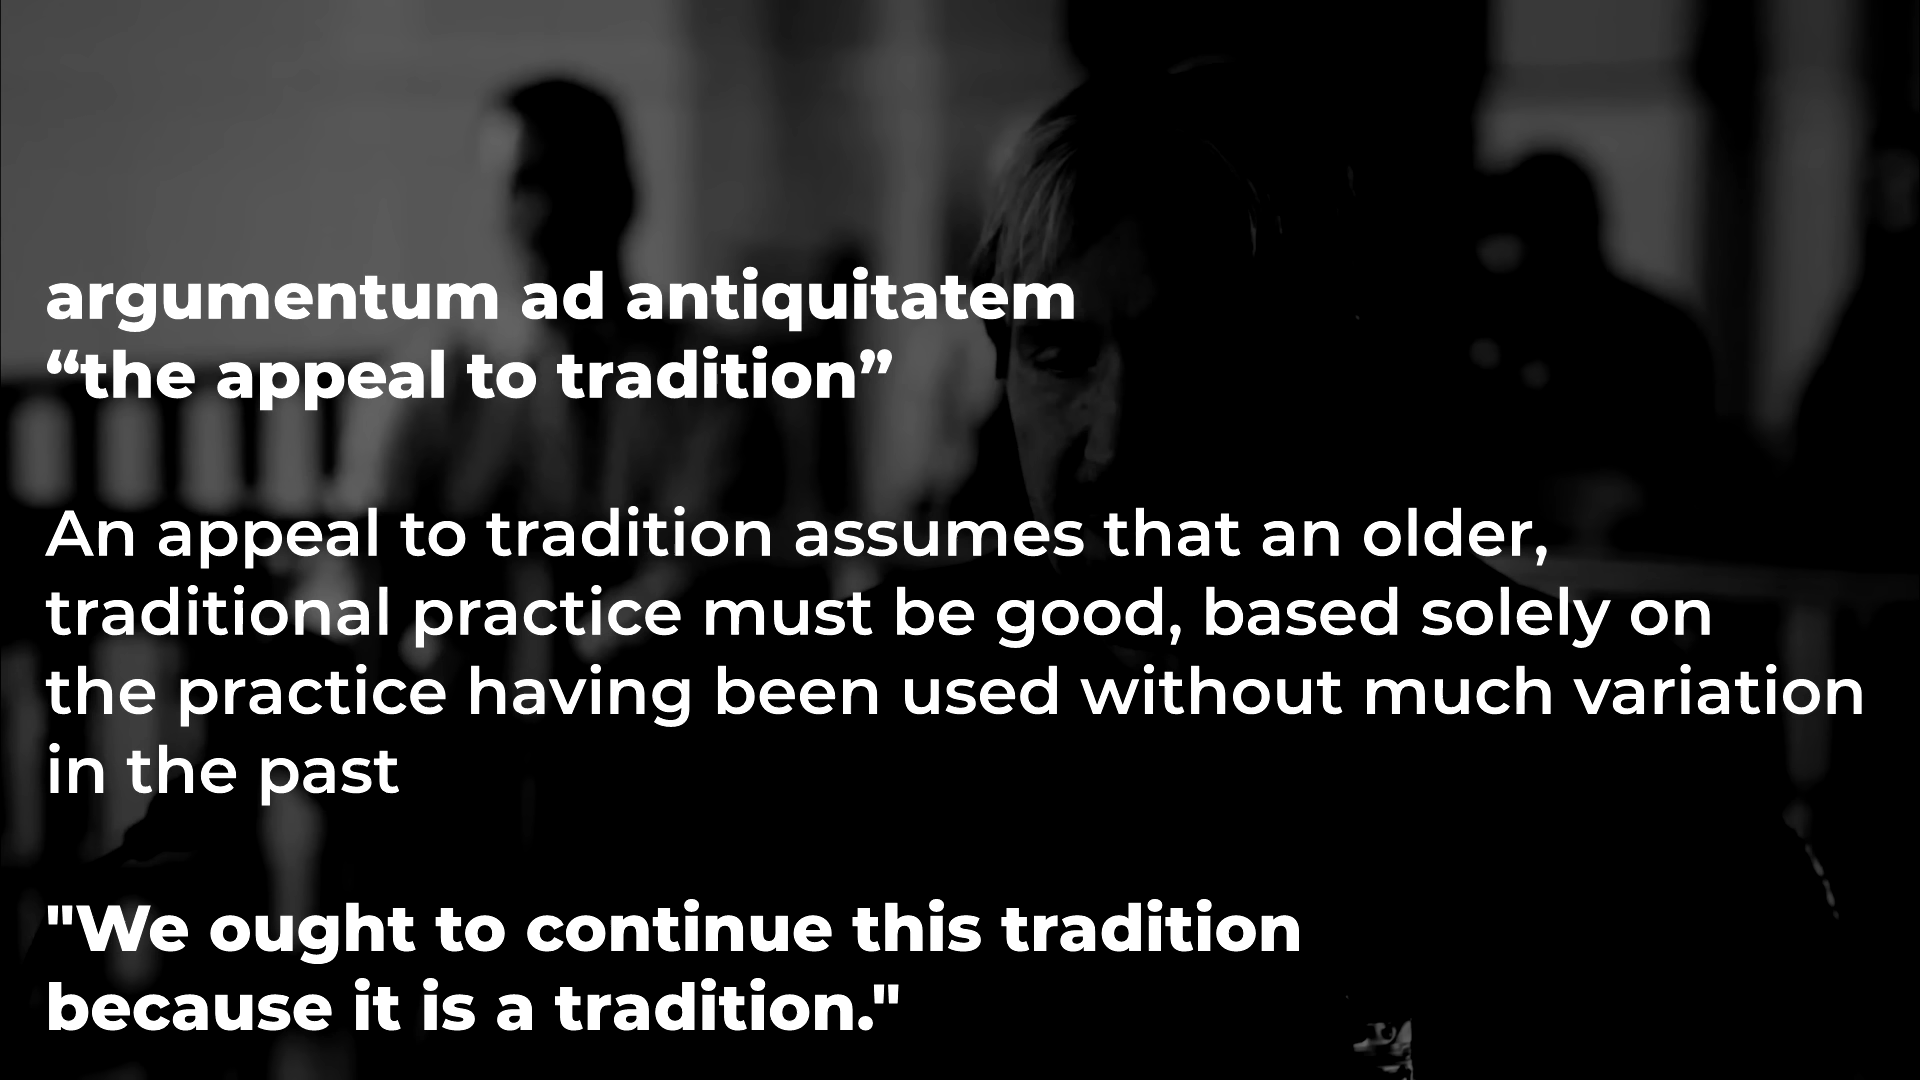 argumentum ad antiquitatem
“the appeal to tradition”
An appeal to tradition assumes that an older,
traditional practice must be good, based solely on
the practice having been used without much variation
in the past
"We ought to continue this tradition
because it is a tradition."